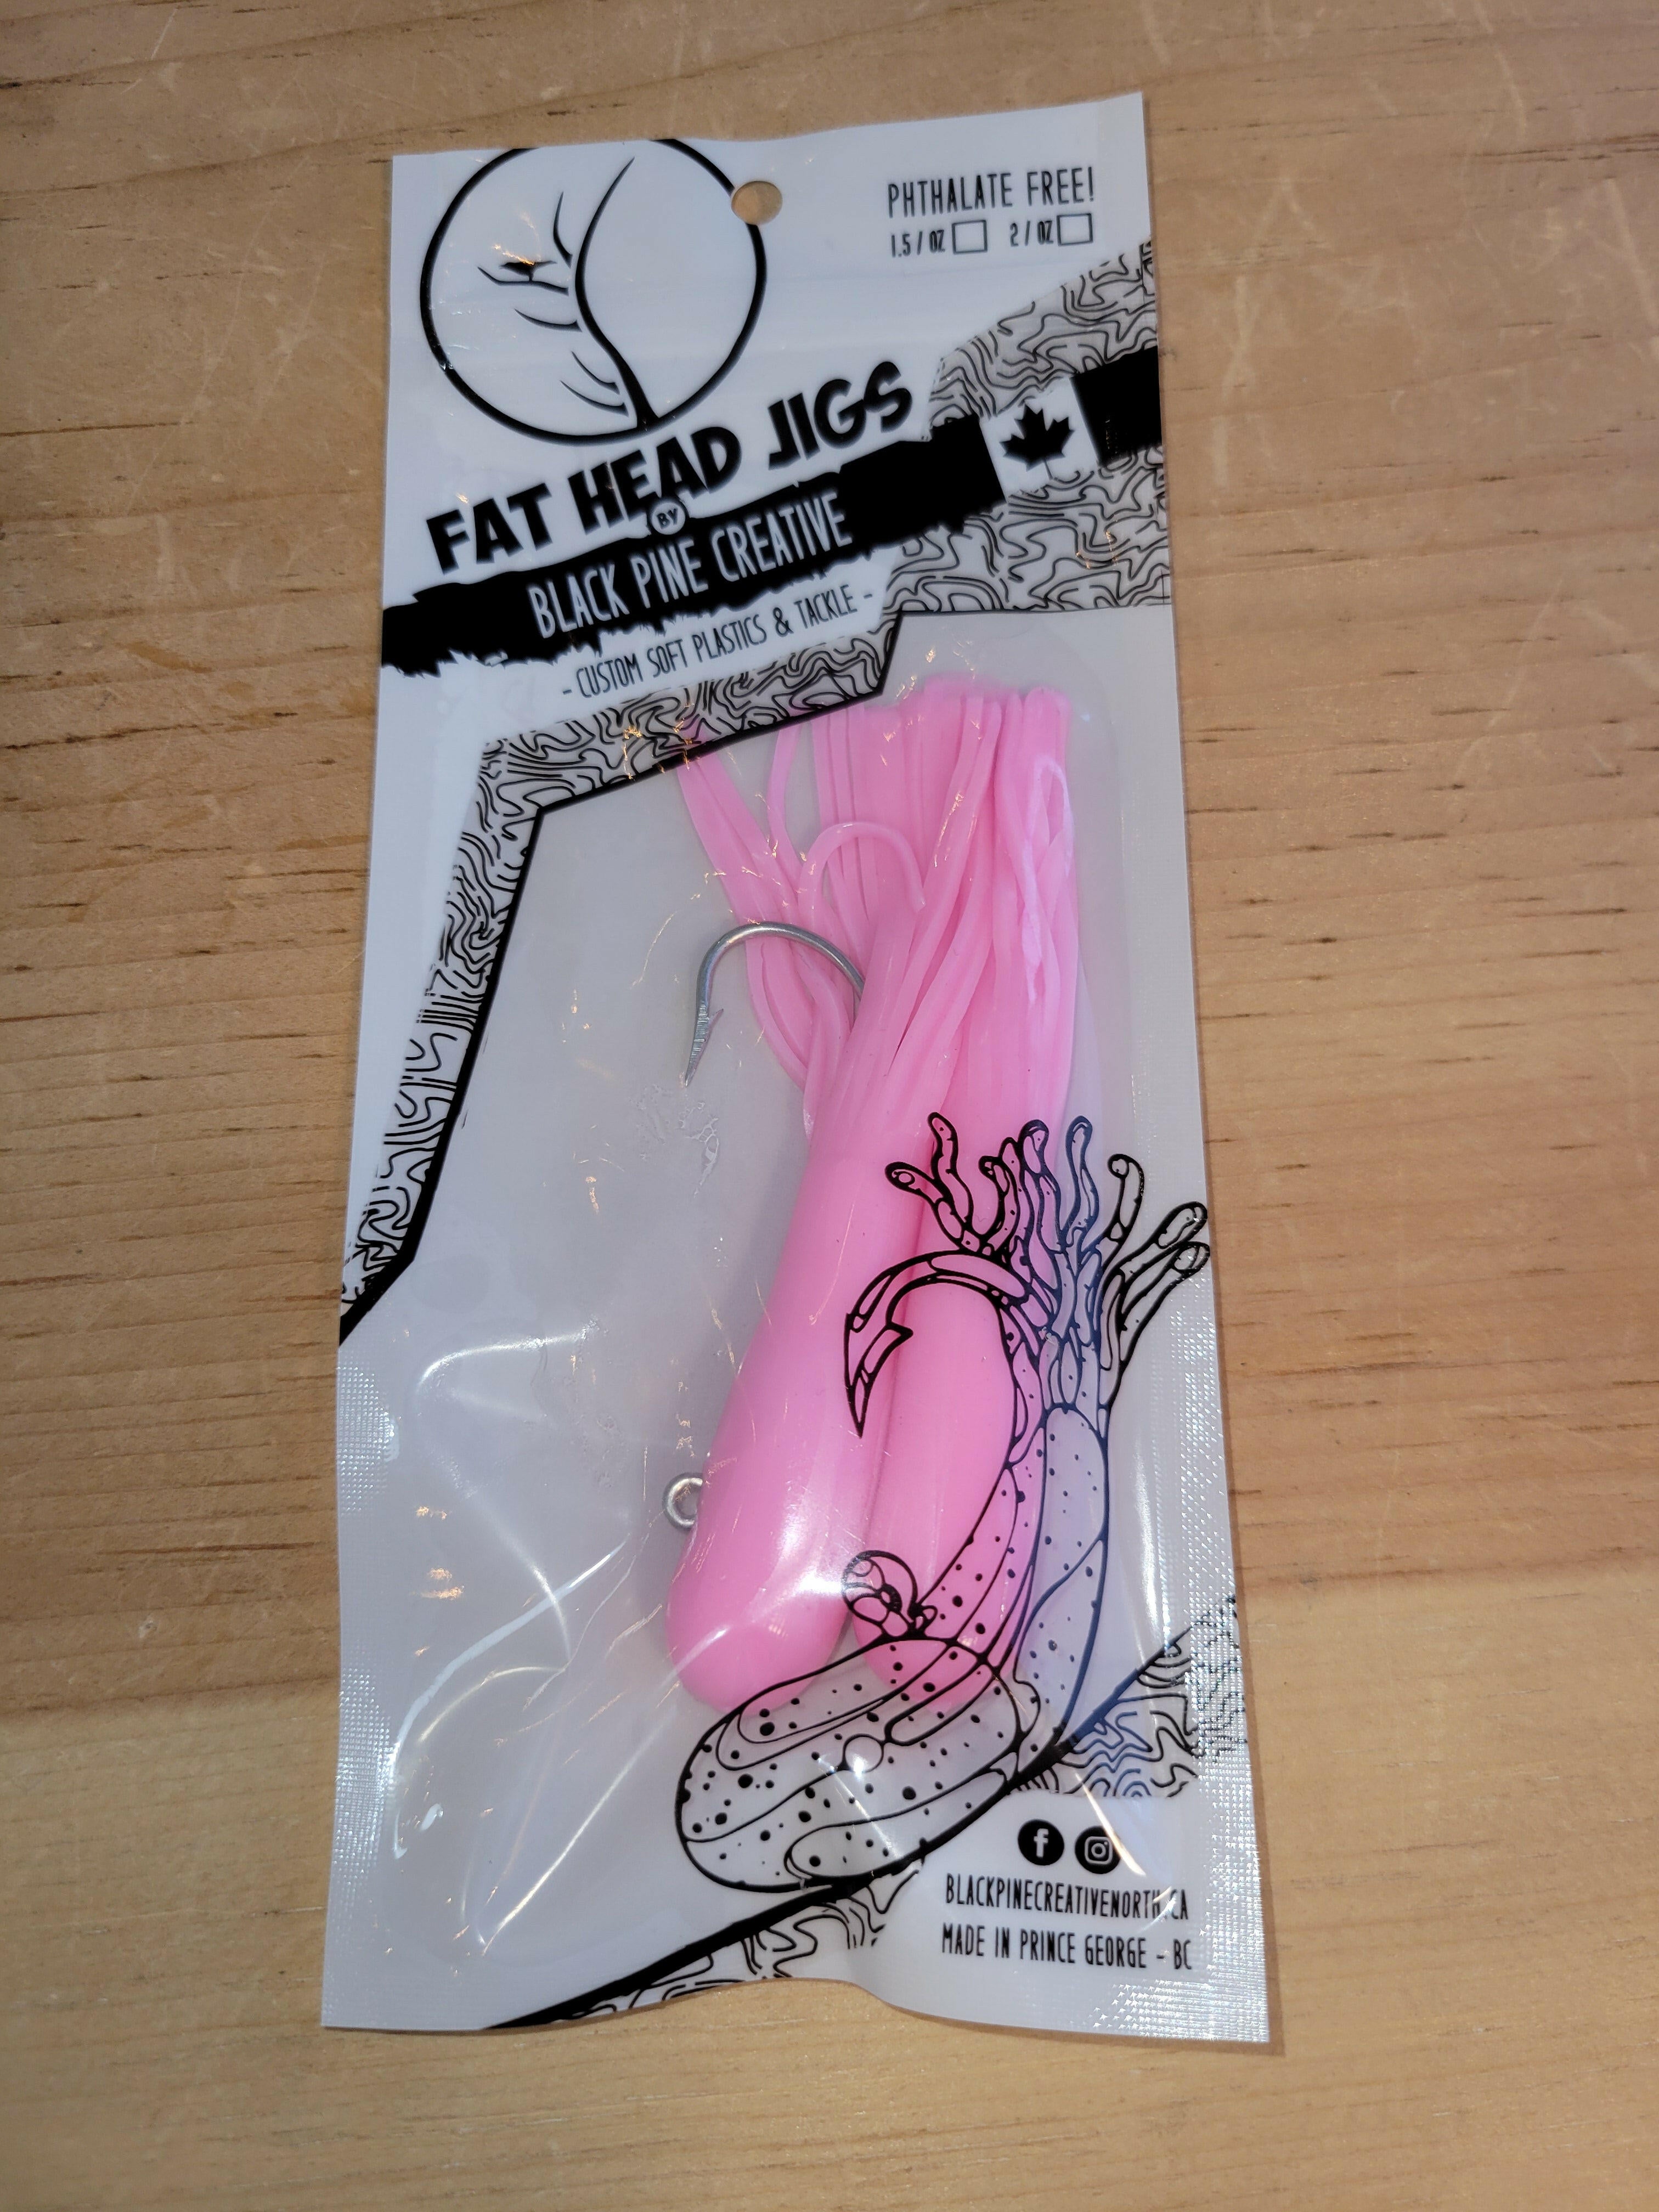 PHTHALATE FREE!
1.5 / OZ 2 / OZ
FAT HEAD JIGS
BY
BLACK PINE CREATIVE
- CUSTOM SOFT PLASTICS & TACKLE -
f
BLACKPINECREATIVENORTH.CA
MADE IN PRINCE GEORGE - BC